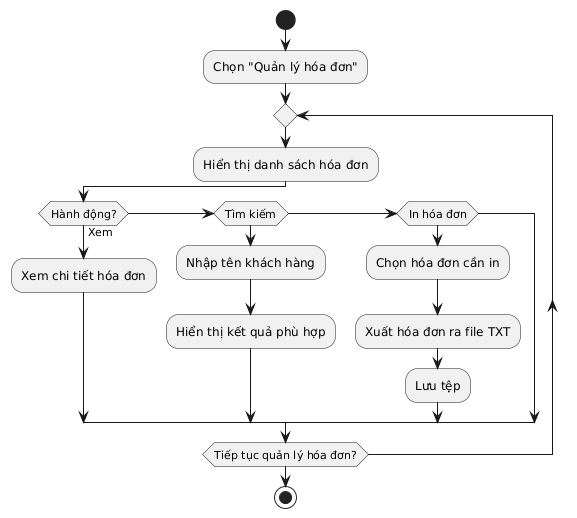 Chọn "Quản lý hóa đơn"
Hiển thị danh sách hóa đơn
Hành động?
Xem
Xem chi tiết hóa đơn
Tìm kiếm
Nhập tên khách hàng
Hiển thị kết quả phù hợp
In hóa đơn
Chọn hóa đơn cần in
Xuất hóa đơn ra file TXT
Lưu tệp
Tiếp tục quản lý hóa đơn?